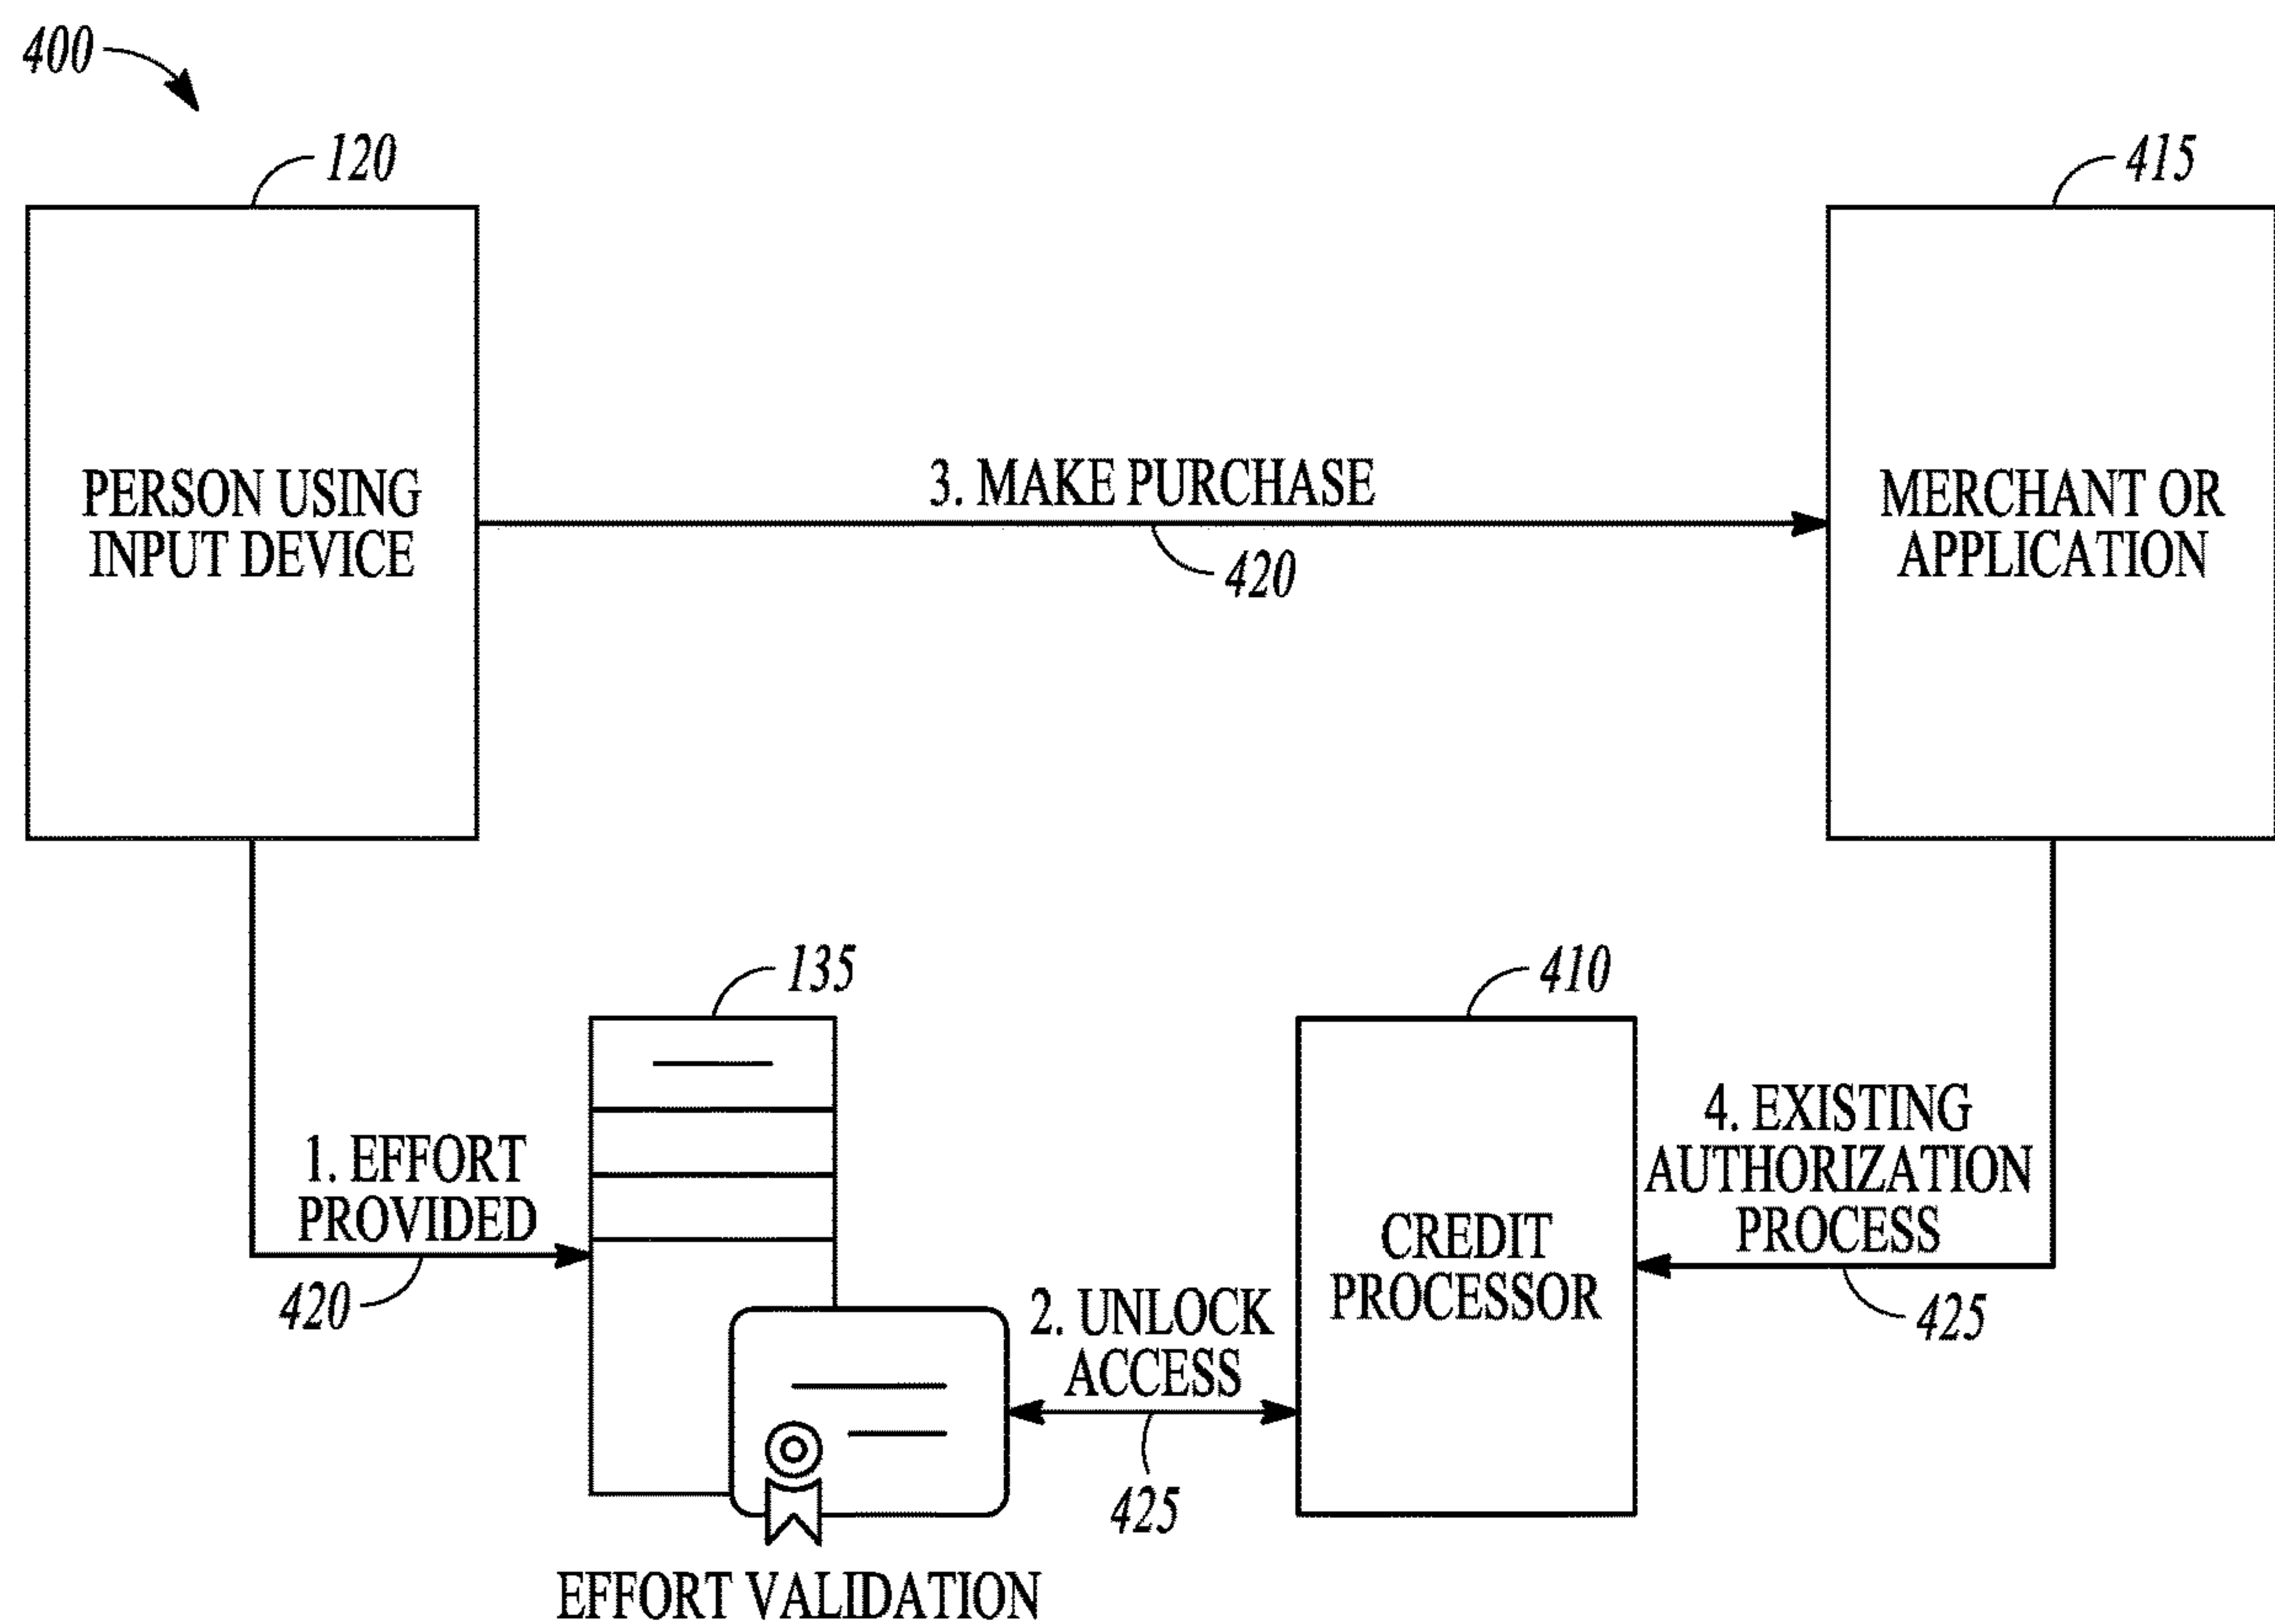 400
120
415
PERSON USING
INPUT DEVICE
3. MAKE PURCHASE
420
MERCHANT OR
APPLICATION
135
410
1. EFFORT
PROVIDED
420
2. UNLOCK
ACCESS
425
CREDIT
PROCESSOR
4. EXISTING
AUTHORIZATION
PROCESS
425
EFFORT VALIDATION